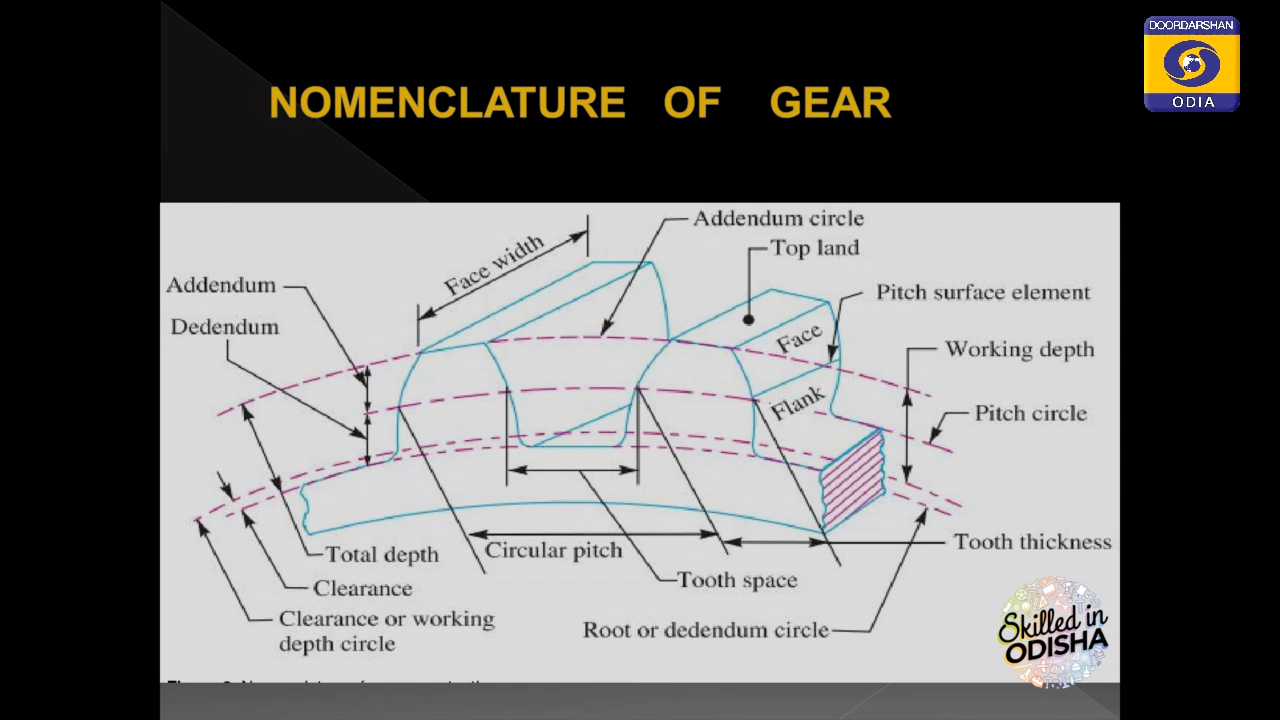 DOORDARSHAN
ODIA
NOMENCLATURE OF GEAR
Addendum circle
Top land
Face width
Addendum
Pitch surface element
Dedendum
Face
Working depth
Flank
Pitch circle
Tooth thickness
Circular pitch
Total depth
Tooth space
Clearance
Clearance or working
depth circle
Root or dedendum circle
Skilled in
ODISHA